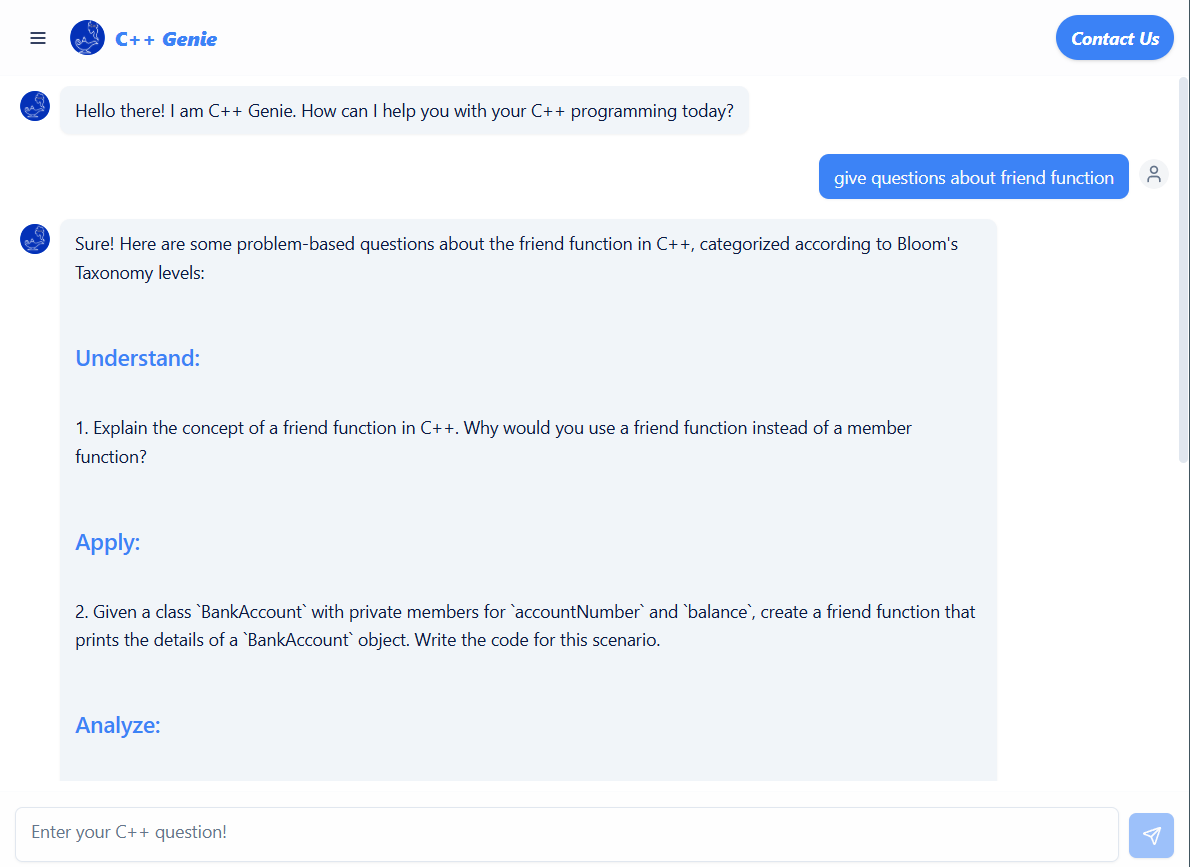 C++ Genie
Contact Us
Hello there! I am C++ Genie. How can I help you with your C++ programming today?
give questions about friend function
Sure! Here are some problem-based questions about the friend function in C++, categorized according to Bloom's
Taxonomy levels:
Understand:
1. Explain the concept of a friend function in C++. Why would you use a friend function instead of a member
function?
Apply:
2. Given a class `BankAccount` with private members for `accountNumber` and `balance`, create a friend function that
prints the details of a `BankAccount` object. Write the code for this scenario.
Analyze:
Enter your C++ question!